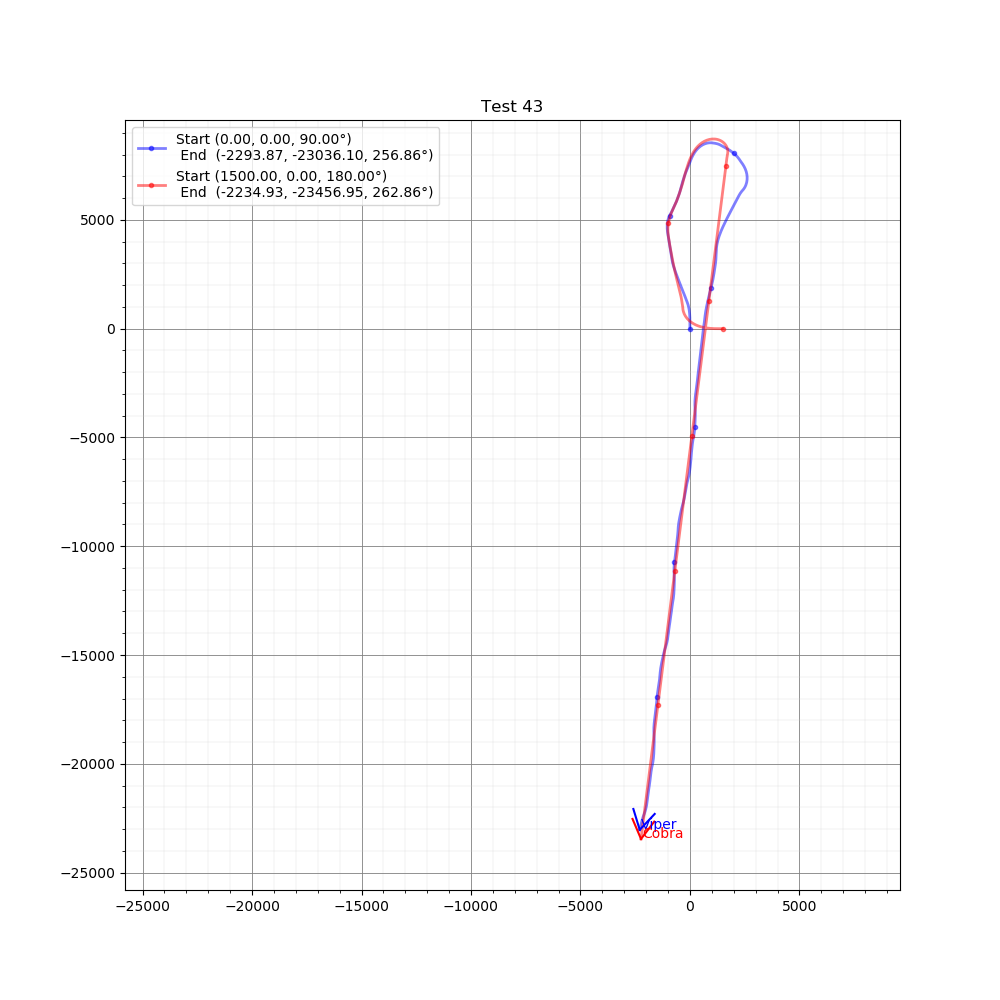 Test 43
Start (0.00, 0.00, 90.00°)
End (-2293.87, -23036.10, 256.86°)
Start (1500.00, 0.00, 180.00°)
End (-2234.93, -23456.95, 262.86°)
5000
0
−5000
−10000
−15000
−20000
−25000
Viper
Cobra
−25000 −20000 −15000 −10000 −5000 0 5000